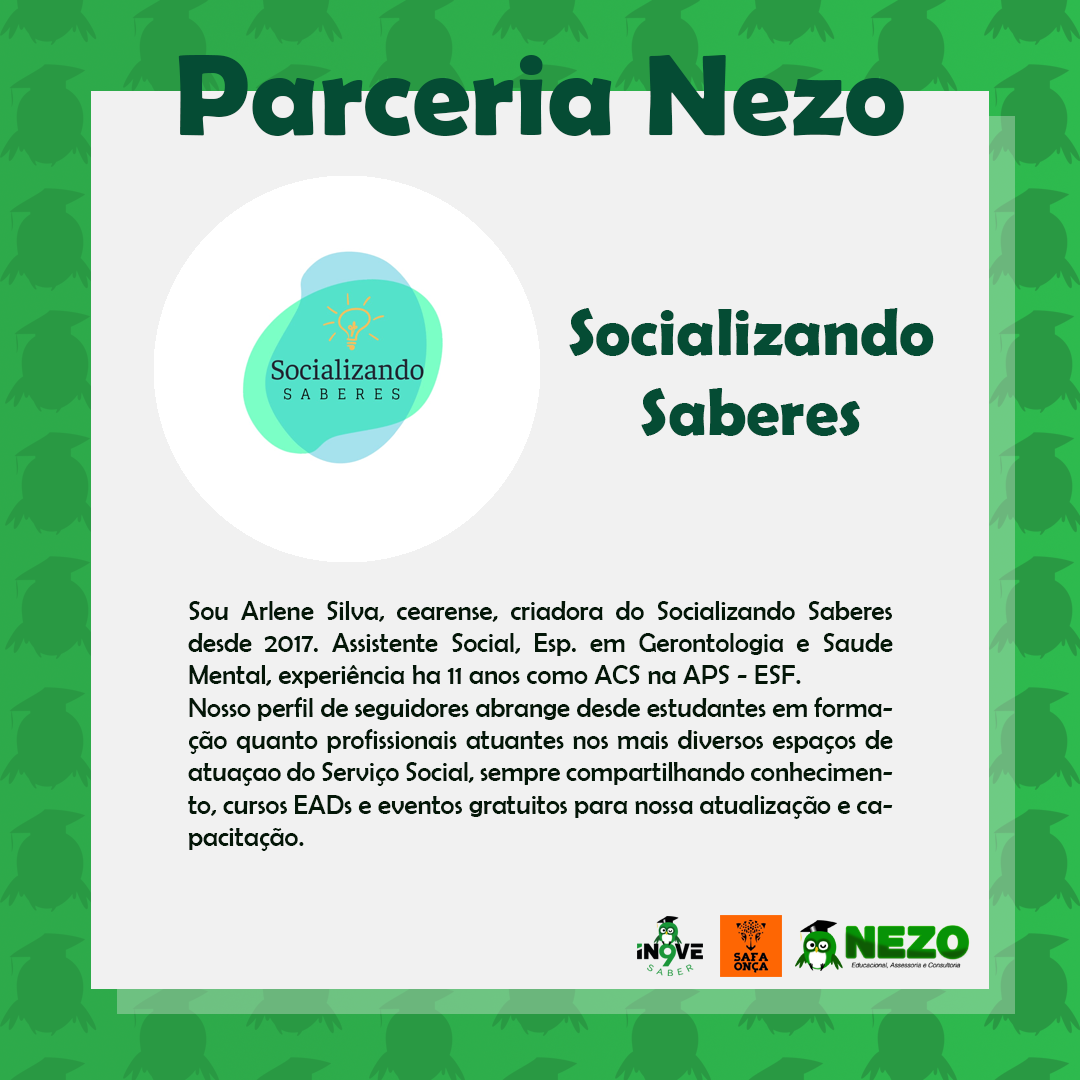 Parceria Nezo
Socializando
SABERES
Socializando
Saberes
Sou Arlene Silva, cearense, criadora do Socializando Saberes
desde 2017. Assistente Social, Esp. em Gerontologia e Saude
Mental, experiência ha 11 anos como ACS na APS - ESF.
Nosso perfil de seguidores abrange desde estudantes em forma-
ção quanto profissionais atuantes nos mais diversos espaços de
atuaçao do Serviço Social, sempre compartilhando conhecimen-
to, cursos EADs e eventos gratuitos para nossa atualização e ca-
pacitação.
iN9VE
SABER
SAFA
ONÇA
NEZO
Educacional, Assessoria e Consultoria